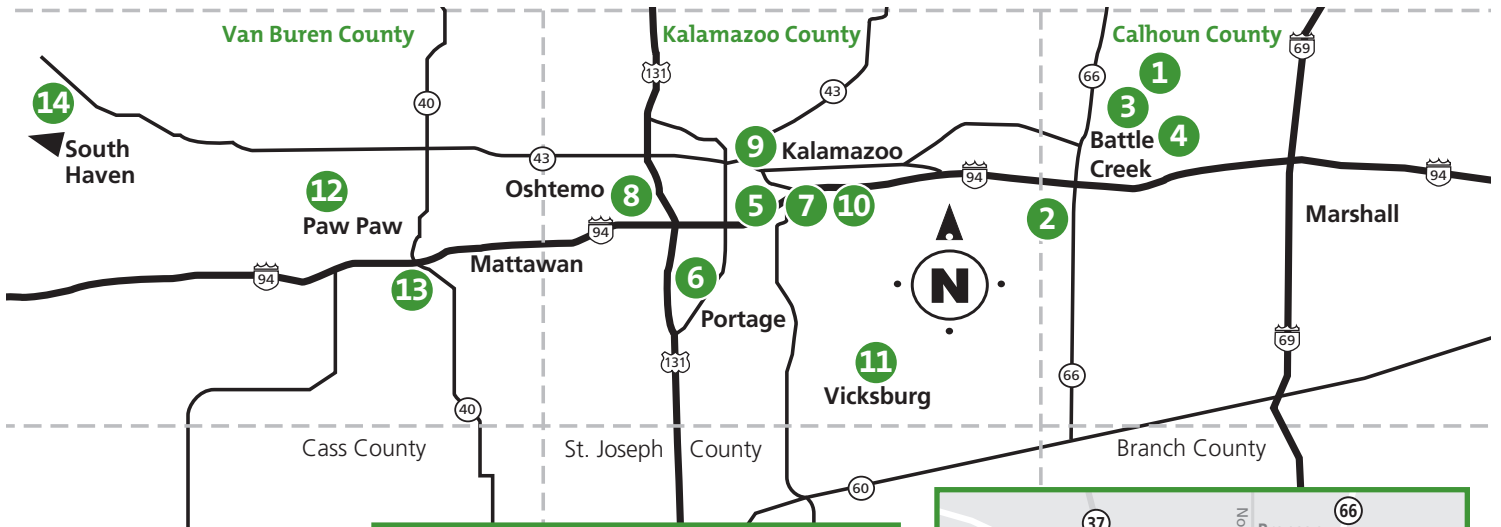 Van Buren County
Kalamazoo County
Calhoun County
69
131
66
1
14
40
43
3
4
South
Haven
43
9
Kalamazoo
Battle
Creek
94
94
12
Oshtemo
8
5
7
10
2
Paw Paw
94
Marshall
Mattawan
94
13
6
N
Portage
69
131
11
66
Vicksburg
40
Cass County
St. Joseph
County
Branch County
60
37
No
66